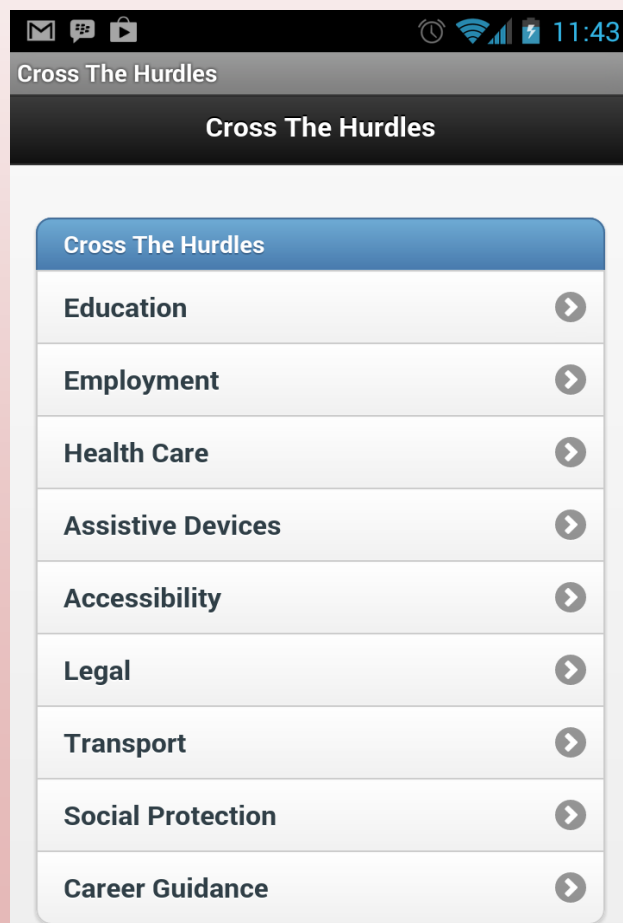 11:43
Cross The Hurdles
Cross The Hurdles
Cross The Hurdles
Education
Employment
Health Care
Assistive Devices
Accessibility
Legal
Transport
Social Protection
Career Guidance